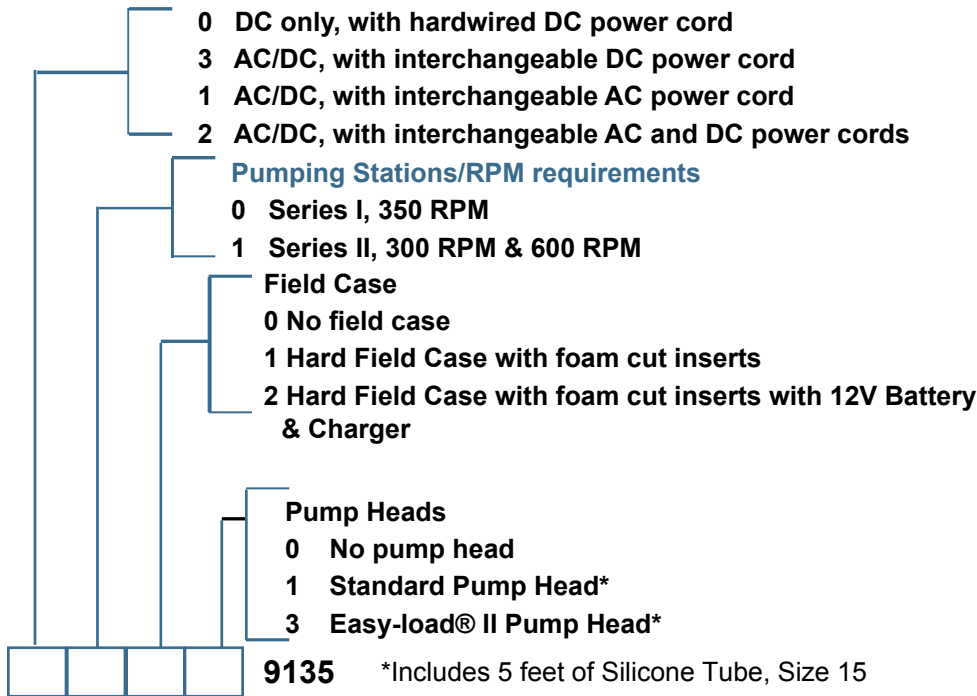 0 DC only, with hardwired DC power cord
3 AC/DC, with interchangeable DC power cord
1 AC/DC, with interchangeable AC power cord
2 AC/DC, with interchangeable AC and DC power cords
Pumping Stations/RPM requirements
0 Series I, 350 RPM
1 Series II, 300 RPM & 600 RPM
Field Case
0 No field case
1 Hard Field Case with foam cut inserts
2 Hard Field Case with foam cut inserts with 12V Battery
& Charger
Pump Heads
0 No pump head
1 Standard Pump Head*
3 Easy-load® II Pump Head*
9135 *Includes 5 feet of Silicone Tube, Size 15